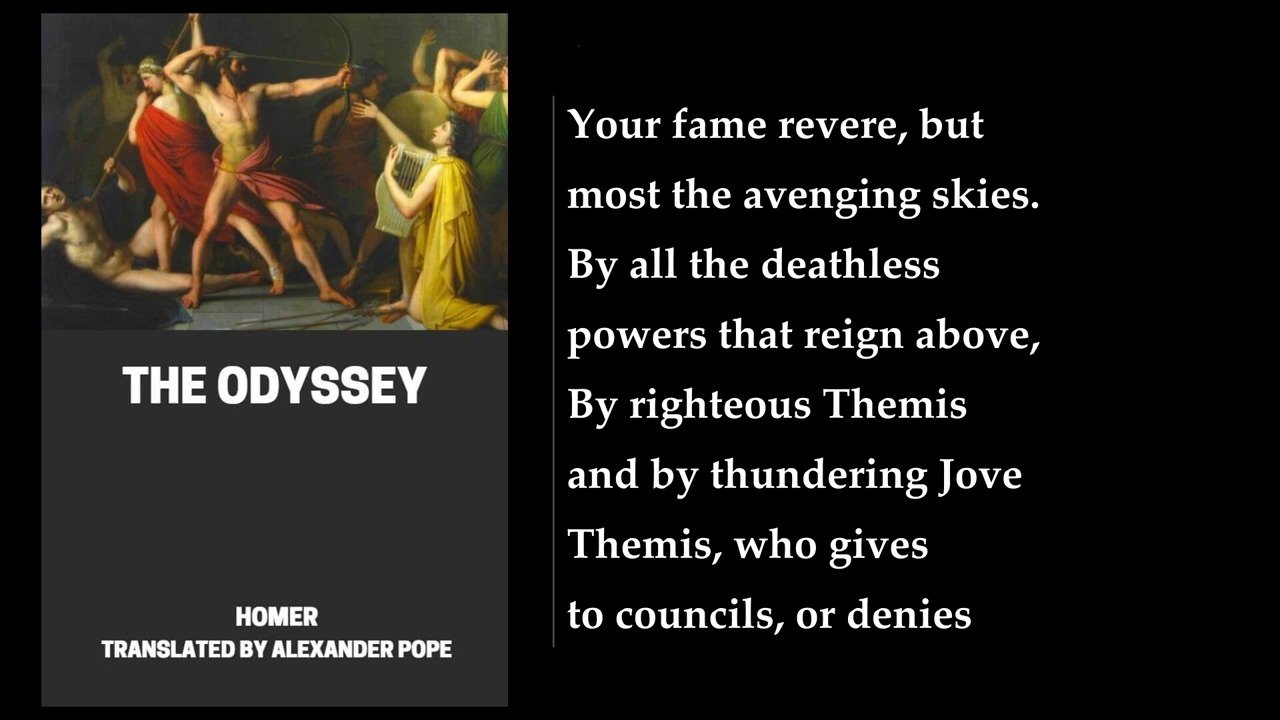 THE ODYSSEY
HOMER
TRANSLATED BY ALEXANDER POPE
Your fame revere, but
most the avenging skies.
By all the deathless
powers that reign above,
By righteous Themis
and by thundering Jove
Themis, who gives
to councils, or denies